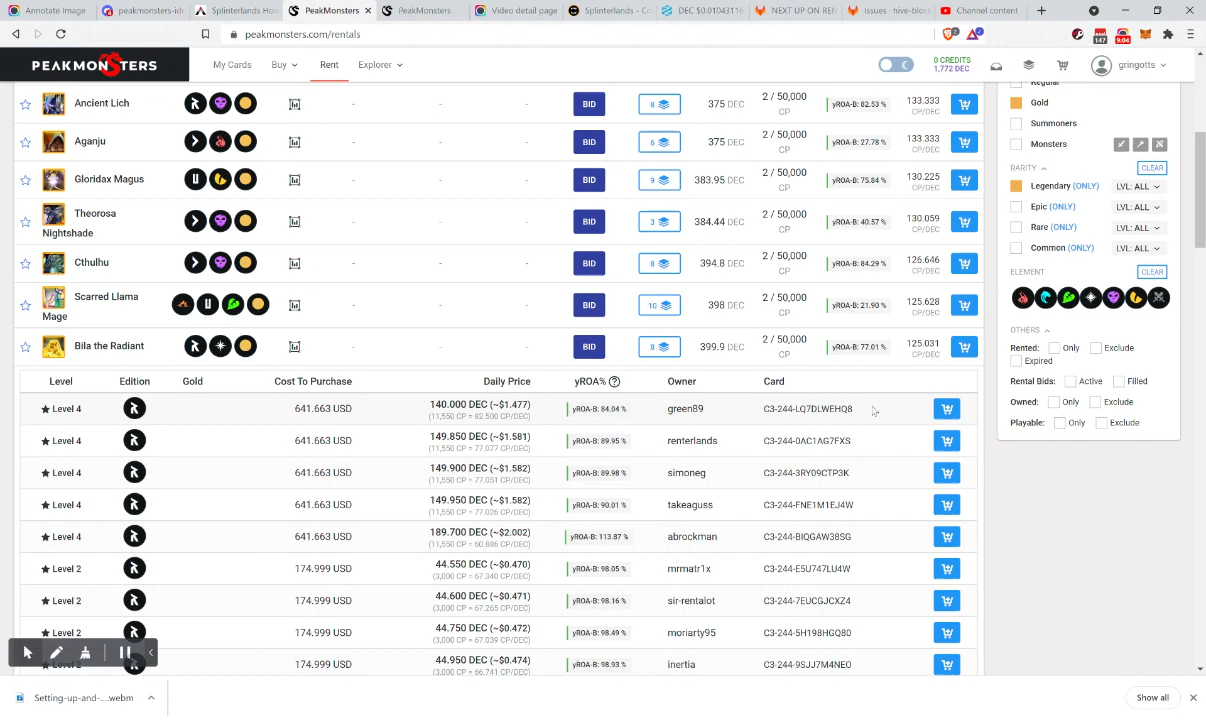 Annotate Image
peakmonsters-ide
Splinterlands Hou
PeakMonsters
PeakMonsters
Video detail page
Splinterlands - Co
DEC $0.01043116
NEXT UP ON REN
Issues · hive-bloc
Channel content
peakmonsters.com/rentals
2
147
9:04
PEAKMONSTERS
My Cards
Buy
Rent
Explorer
0 CREDITS
1,772 DEC
gringotts
Ancient Lich - - - BID 8 375 DEC 2 / 50,000 CP yROA-B: 82.53 % 133.333 CP/DEC
Aganju - - - BID 6 375 DEC 2 / 50,000 CP yROA-B: 27.78 % 133.333 CP/DEC
Gloridax Magus - - - BID 9 383.95 DEC 2 / 50,000 CP yROA-B: 75.84 % 130.225 CP/DEC
Theorosa Nightshade - - - BID 3 384.44 DEC 2 / 50,000 CP yROA-B: 40.57 % 130.059 CP/DEC
Cthulhu - - - BID 8 394.8 DEC 2 / 50,000 CP yROA-B: 84.29 % 126.646 CP/DEC
Scarred Llama Mage - - - BID 10 398 DEC 2 / 50,000 CP yROA-B: 21.90 % 125.628 CP/DEC
Bila the Radiant - - - BID 8 399.9 DEC 2 / 50,000 CP yROA-B: 77.01 % 125.031 CP/DEC
Level Edition Gold Cost To Purchase Daily Price yROA% Owner Card
Level 4 641.663 USD 140.000 DEC (~$1.477) yROA-B: 84.04 % green89 C3-244-LQ7DLWEHQ8
(11,550 CP = 82.500 CP/DEC)
Level 4 641.663 USD 149.850 DEC (~$1.581) yROA-B: 89.95 % renterlands C3-244-0AC1AG7FXS
(11,550 CP = 77.077 CP/DEC)
Level 4 641.663 USD 149.900 DEC (~$1.582) yROA-B: 89.98 % simoneg C3-244-3RY09CTP3K
(11,550 CP = 77.051 CP/DEC)
Level 4 641.663 USD 149.950 DEC (~$1.582) yROA-B: 90.01 % takeaguss C3-244-FNE1M1EJ4W
(11,550 CP = 77.026 CP/DEC)
Level 4 641.663 USD 189.700 DEC (~$2.002) yROA-B: 113.87 % abrockman C3-244-BIQGAW38SG
(11,550 CP = 60.886 CP/DEC)
Level 2 174.999 USD 44.550 DEC (~$0.470) yROA-B: 98.05 % mrmatr1x C3-244-E5U747LU4W
(3,000 CP = 67.340 CP/DEC)
Level 2 174.999 USD 44.600 DEC (~$0.471) yROA-B: 98.16 % sir-rentalot C3-244-7EUCGJCXZ4
(3,000 CP = 67.265 CP/DEC)
Level 2 174.999 USD 44.750 DEC (~$0.472) yROA-B: 98.49 % moriarty95 C3-244-5H198HGQ80
(3,000 CP = 67.039 CP/DEC)
Level 2 174.999 USD 44.950 DEC (~$0.474) yROA-B: 98.93 % inertia C3-244-9SJJ7M4NEO
(3,000 CP = 66.741 CP/DEC)
Regular
Gold
Summoners
Monsters
RARITY CLEAR
Legendary (ONLY) LVL: ALL
Epic (ONLY) LVL: ALL
Rare (ONLY) LVL: ALL
Common (ONLY) LVL: ALL
ELEMENT CLEAR
OTHERS
Rented: Only Exclude
Expired
Rental Bids: Active Filled
Owned: Only Exclude
Playable: Only Exclude
Setting-up-and-....webm
Show all